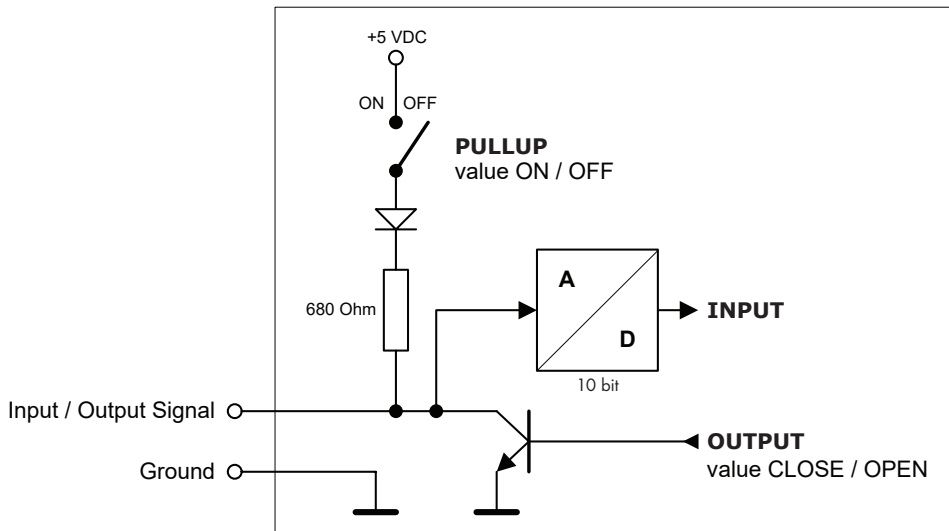 +5 VDC
ON OFF
PULLUP
value ON / OFF
A
680 Ohm
INPUT
D
10 bit
Input / Output Signal
OUTPUT
value CLOSE / OPEN
Ground